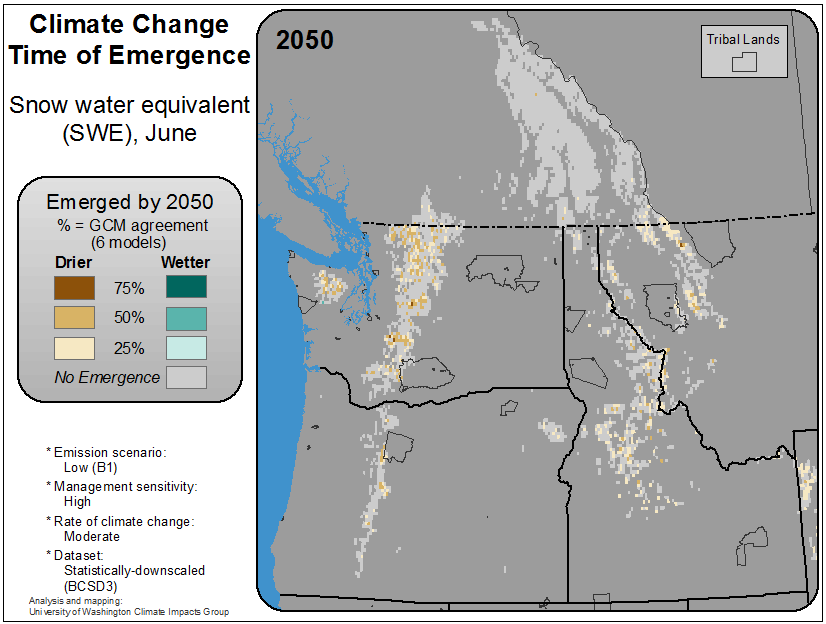 Climate Change
Time of Emergence
Snow water equivalent
(SWE), June
Emerged by 2050
% = GCM agreement
(6 models)
Drier
Wetter
75%
50%
25%
No Emergence
* Emission scenario:
Low (B1)
* Management sensitivity:
High
* Rate of climate change:
Moderate
* Dataset:
Statistically-downscaled
(BCSD3)
Analysis and mapping:
University of Washington Climate Impacts Group
2050
Tribal Lands